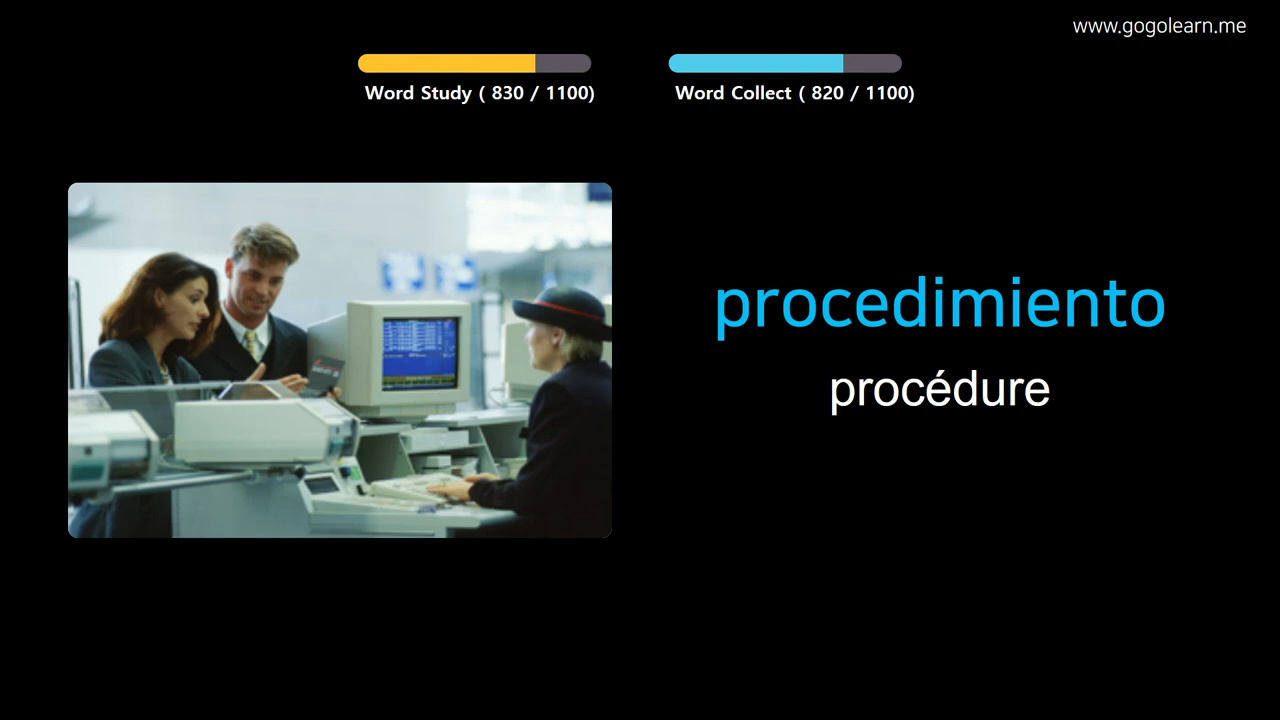 www.gogolearn.me
Word Study ( 830 / 1100)
Word Collect ( 820 / 1100)
procedimiento
procédure